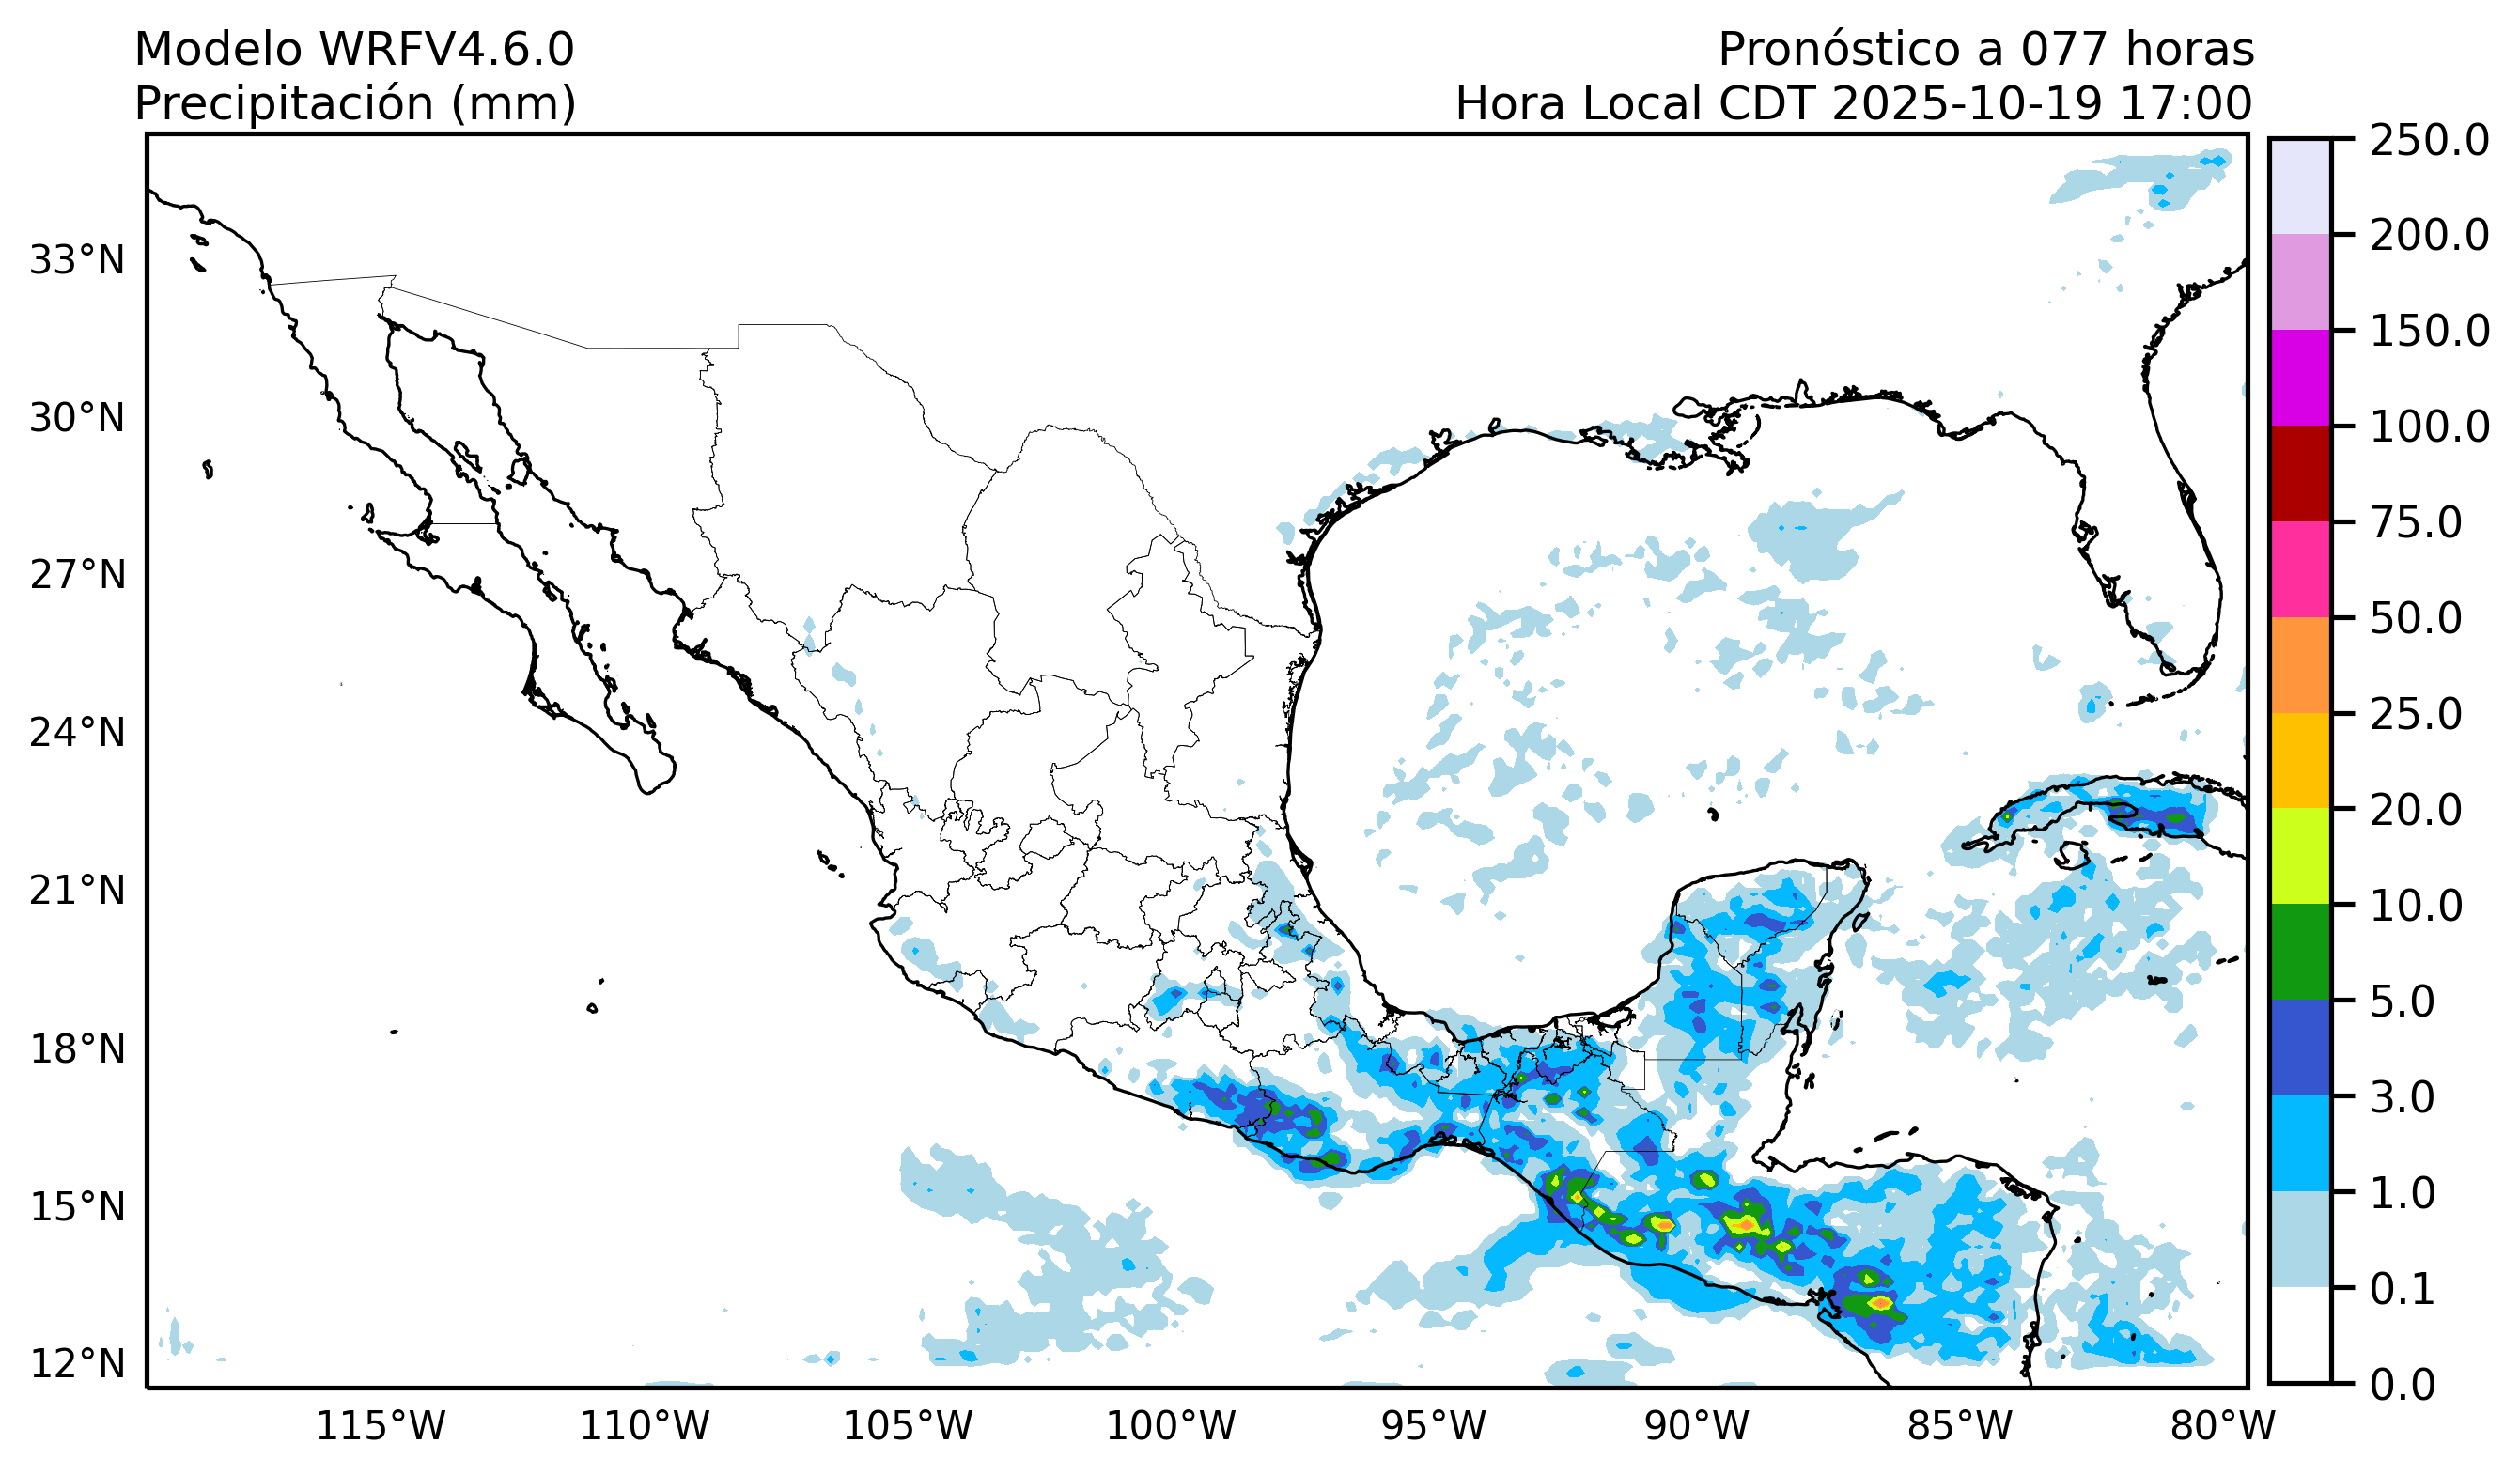 Modelo WRFV4.6.0
Precipitación (mm)
Pronóstico a 077 horas
Hora Local CDT 2025-10-19 17:00
33°N
30°N
27°N
24°N
21°N
18°N
15°N
12°N
115°W
110°W
105°W
100°W
95°W
90°W
85°W
80°W
250.0
200.0
150.0
100.0
75.0
50.0
25.0
20.0
10.0
5.0
3.0
1.0
0.1
0.0